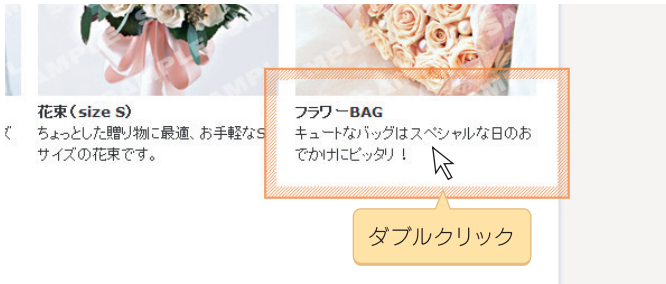 SAMPLE
SAMPLE
花束（size S）
ちょっとした贈り物に最適、お手軽なS
サイズの花束です。
フラワーBAG
キュートなバッグはスペシャルな日のお
でかけにピッタリ！
ダブルクリック